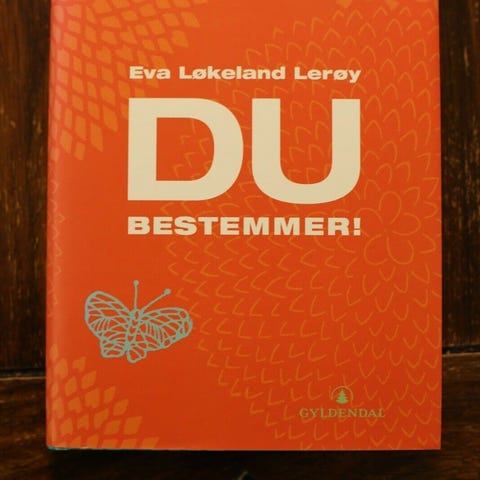 Eva Løkeland Lerøy
DU
BESTEMMER!
GYLDENDAL